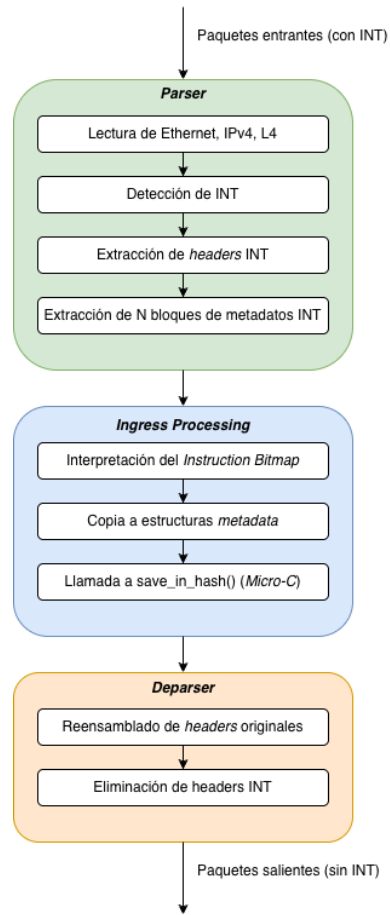 Paquetes entrantes (con INT)
Parser
Lectura de Ethernet, IPv4, L4
Detección de INT
Extracción de headers INT
Extracción de N bloques de metadatos INT
Ingress Processing
Interpretación del Instruction Bitmap
Copia a estructuras metadata
Llamada a save_in_hash() (Micro-C)
Deparser
Reensamblado de headers originales
Eliminación de headers INT
Paquetes salientes (sin INT)